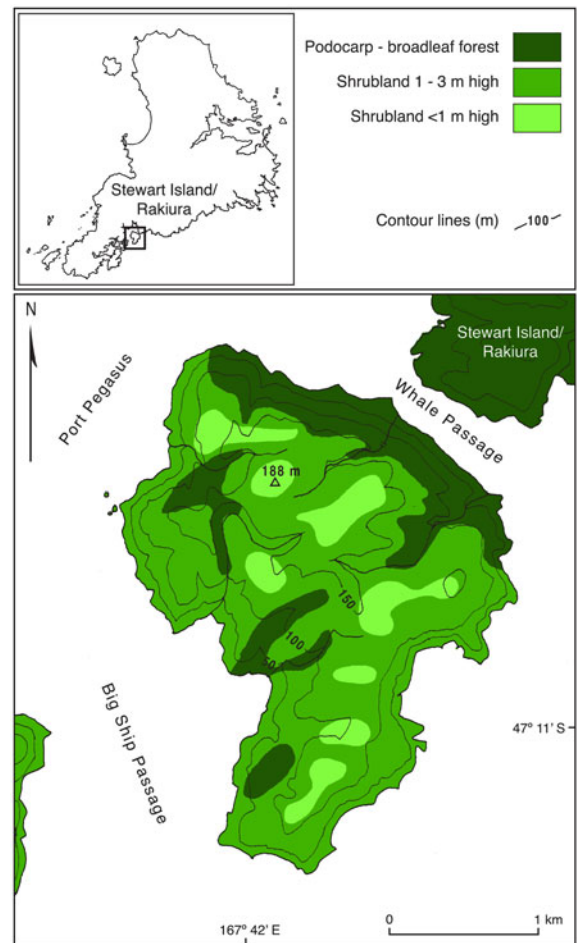 Podocarp - broadleaf forest
Shrubland 1 - 3 m high
Shrubland <1 m high
Stewart Island/
Rakiura
Contour lines (m)
100
N
Stewart Island/
Rakiura
Port Pegasus
Whale Passage
188 m
150
100
50
Big Ship Passage
47° 11' S
167° 42' E
0
1 km